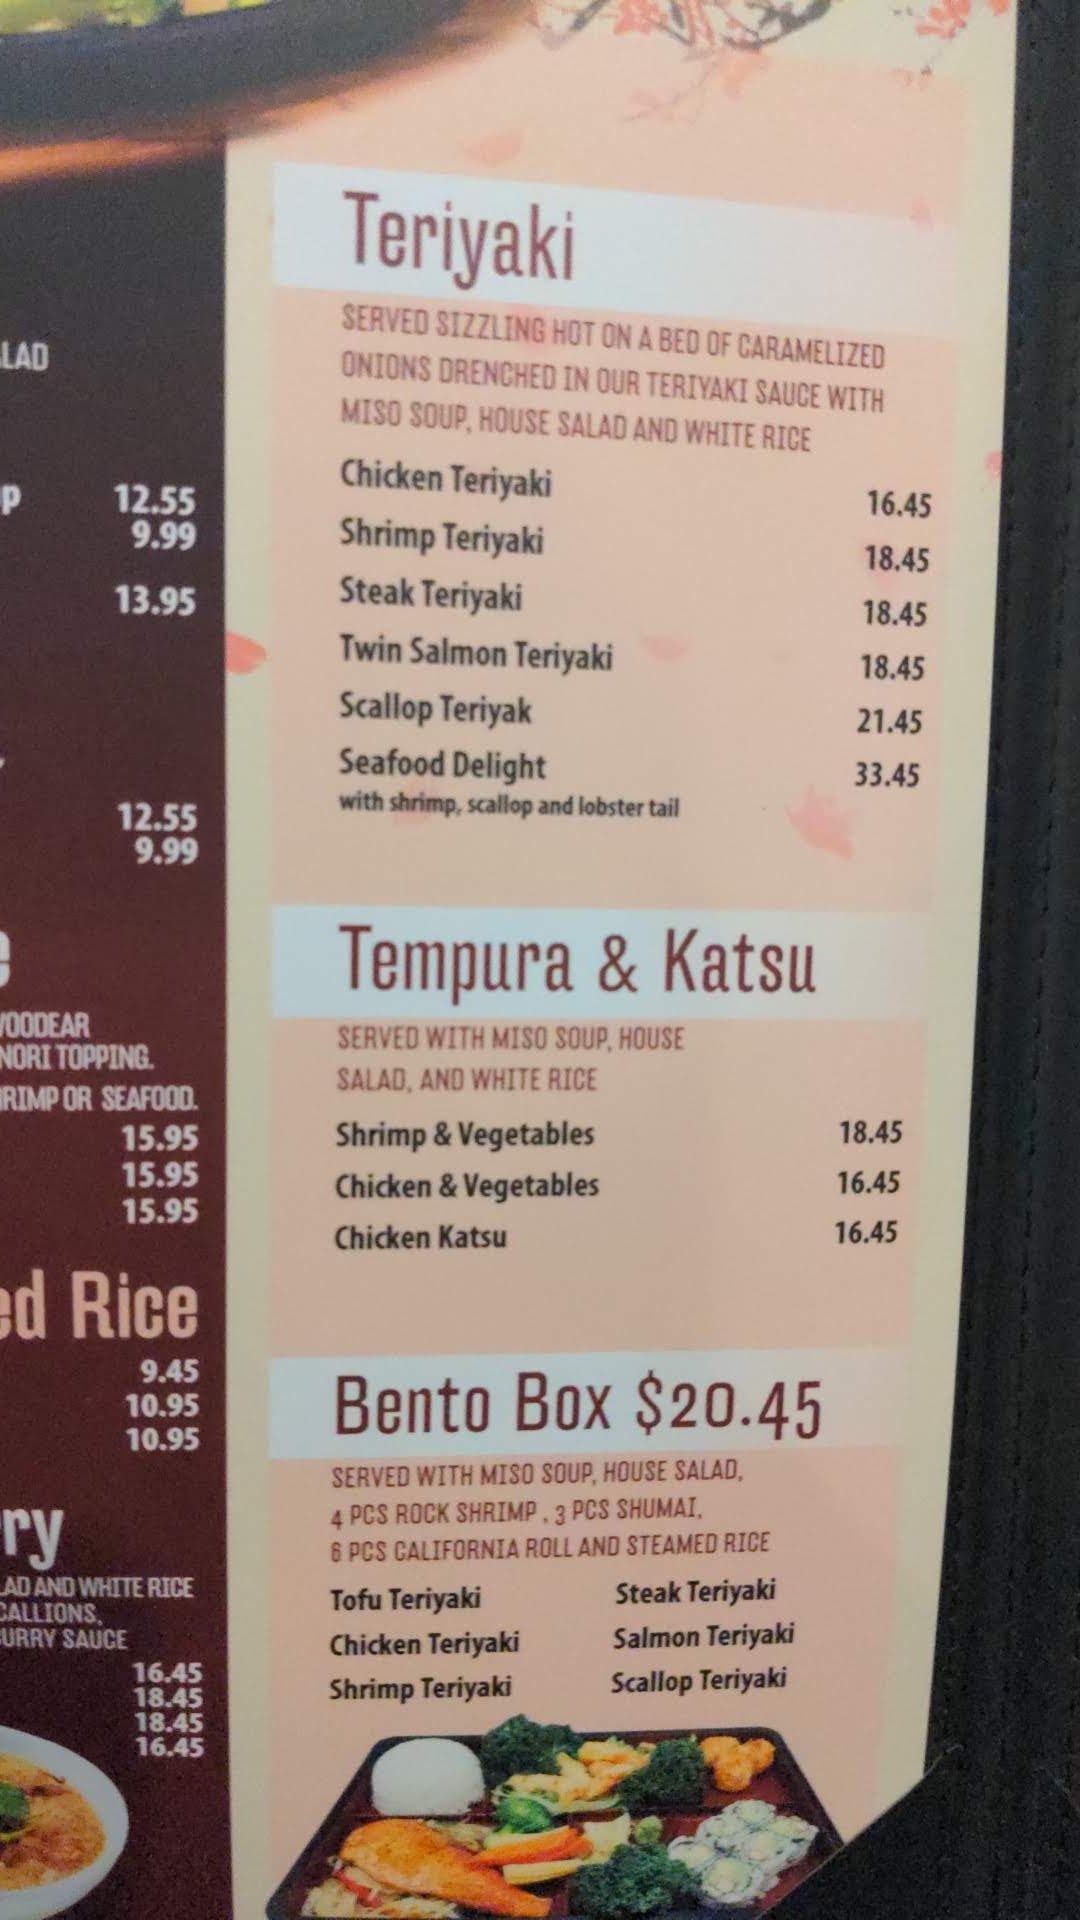 LAD
12.55
9.99
13.95
12.55
9.99
NORI TOPPING.
OR SEAFOOD.
15.95
15.95
15.95
Rice
9.45
10.95
10.95
AND WHITE RICE
SAUCE
16.45
18.45
18.45
16.45
Teriyaki
SERVED SIZZLING HOT ON A BED OF CARAMELIZED
ONIONS DRENCHED IN OUR TERIYAKI SAUCE WITH
MISO SOUP, HOUSE SALAD AND WHITE RICE
Chicken Teriyaki 16.45
Shrimp Teriyaki 18.45
Steak Teriyaki 18.45
Twin Salmon Teriyaki 18.45
Scallop Teriyak 21.45
Seafood Delight 33.45
with shrimp, scallop and lobster tail
Tempura & Katsu
SERVED WITH MISO SOUP, HOUSE
SALAD, AND WHITE RICE
Shrimp & Vegetables 18.45
Chicken & Vegetables 16.45
Chicken Katsu 16.45
Bento Box $20.45
SERVED WITH MISO SOUP, HOUSE SALAD,
4 PCS ROCK SHRIMP , 3 PCS SHUMAI,
6 PCS CALIFORNIA ROLL AND STEAMED RICE
Tofu Teriyaki Steak Teriyaki
Chicken Teriyaki Salmon Teriyaki
Shrimp Teriyaki Scallop Teriyaki